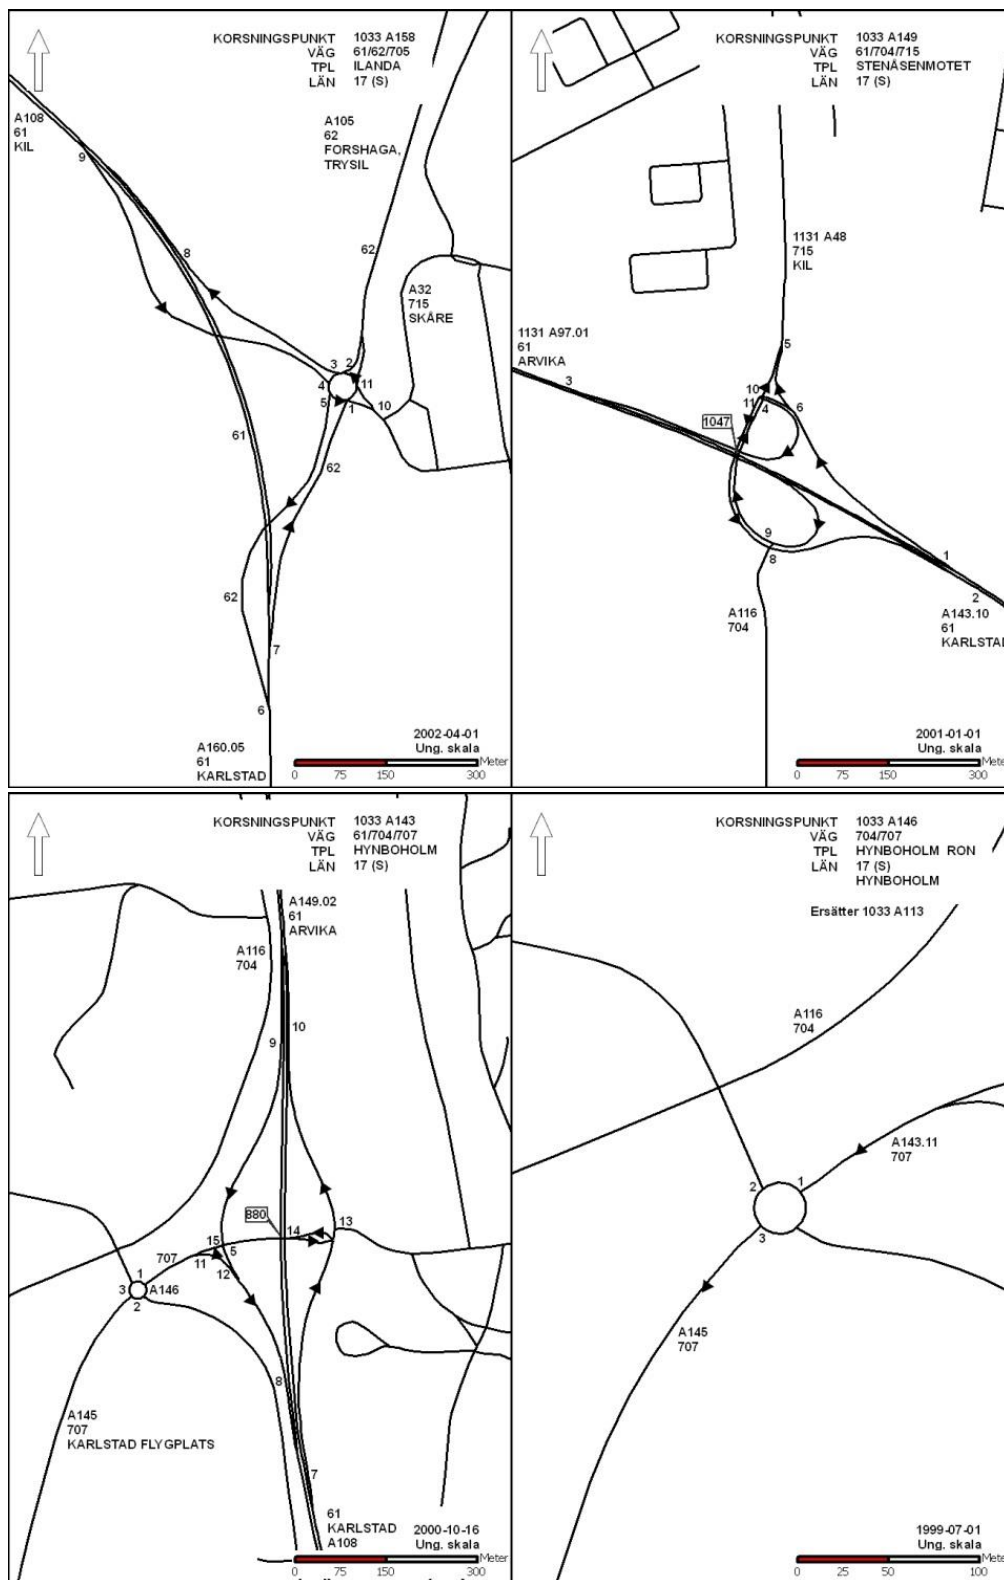 KORSNINGSPUNKT 1033 A158
VÄG 61/62/705
TPL ILANDA
LÄN 17 (S)
A108
61
KIL
A105
62
FORSHAGA,
TRYSIL
9
8
62
A32
715
SKÅRE
3 2
4 11
5 1 10
61
62
62
7
6
A160.05
61
KARLSTAD
2002-04-01
Ung. skala
Meter
0 75 150 300
KORSNINGSPUNKT 1033 A149
VÄG 61/704/715
TPL STENÅSENMOTET
LÄN 17 (S)
1131 A48
715
KIL
1131 A97.01
61
ARVIKA
3
5
10
11 4 6
1047
9
8
1
2
A116
704
A143.10
61
KARLSTAD
2001-01-01
Ung. skala
Mete
0 75 150 300
KORSNINGSPUNKT 1033 A143
VÄG 61/704/707
TPL HYNBOHOLM
LÄN 17 (S)
A149.02
61
ARVIKA
A116
704
10
9
880
14 13
15 5
707 11
12
1
3 A146
2
8
A145
707
KARLSTAD FLYGPLATS
7
61
KARLSTAD
A108
2000-10-16
Ung. skala
Meter
0 75 150 300
KORSNINGSPUNKT 1033 A146
VÄG 704/707
TPL HYNBOHOLM RON
LÄN 17 (S)
HYNBOHOLM
Ersätter 1033 A113
A116
704
A143.11
707
1
2
3
A145
707
1999-07-01
Ung. skala
Mete
0 25 50 100